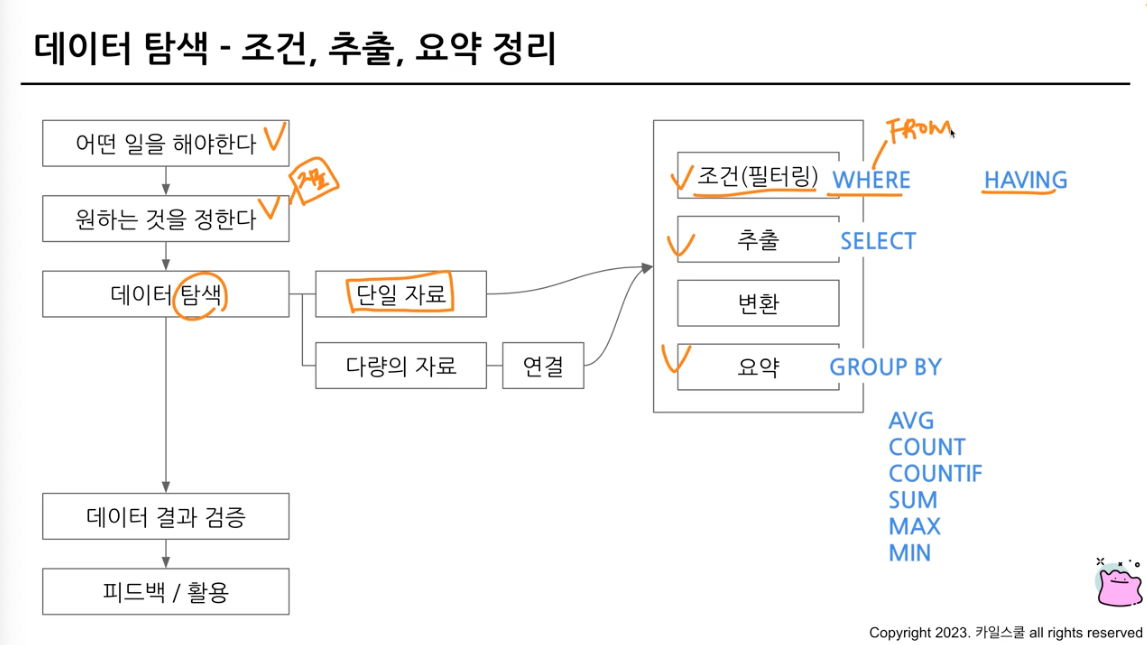 데이터 탐색 - 조건, 추출, 요약 정리
어떤 일을 해야한다
원하는 것을 정한다
데이터 탐색
단일 자료
다량의 자료
연결
데이터 결과 검증
피드백 / 활용
FROM
조건(필터링)
WHERE
HAVING
추출
SELECT
변환
요약
GROUP BY
AVG
COUNT
COUNTIF
SUM
MAX
MIN
Copyright 2023. 카일스쿨 all rights reserved